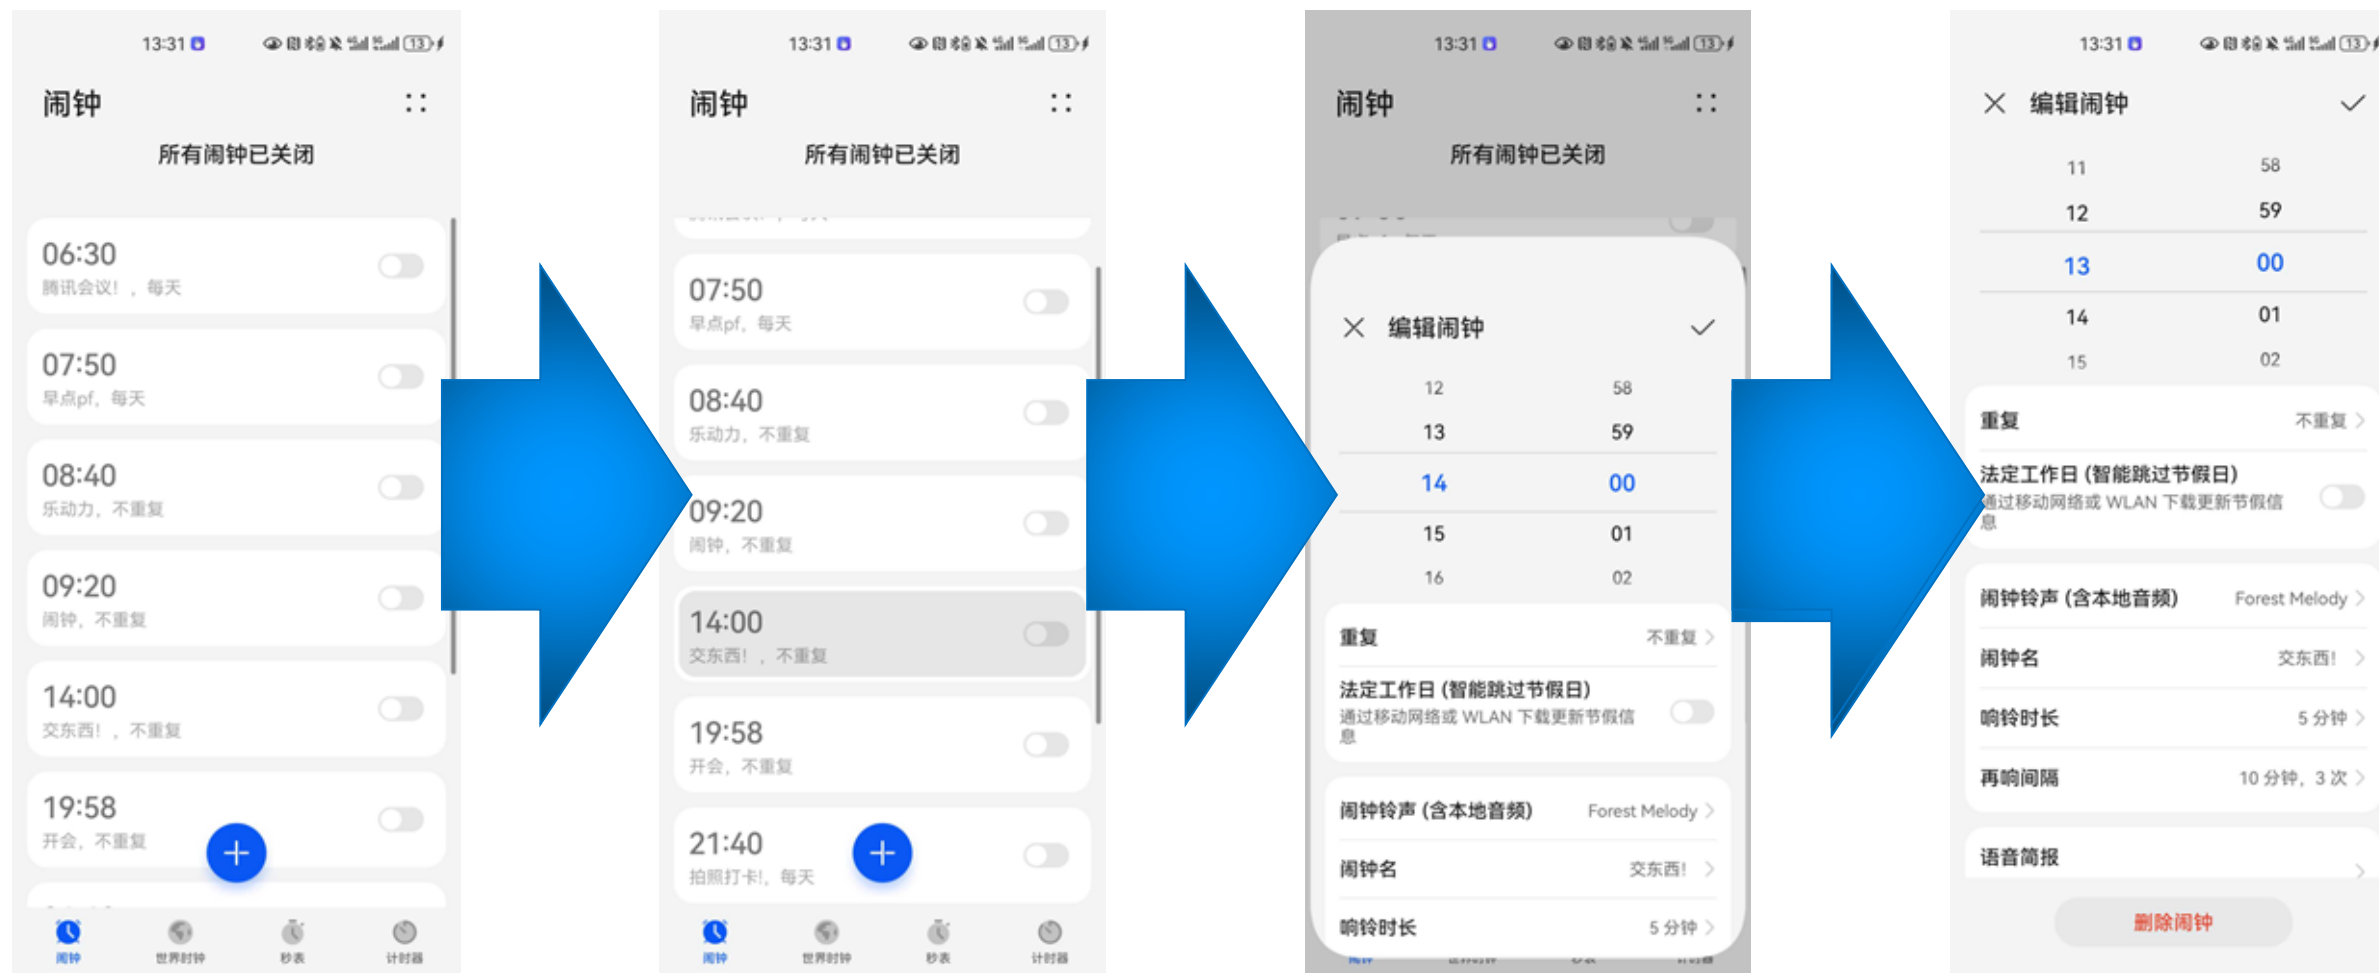 13:31
13
闹钟
所有闹钟已关闭
06:30
腾讯会议！，每天
07:50
早点pf，每天
08:40
乐动力，不重复
09:20
闹钟，不重复
14:00
交东西！，不重复
19:58
开会，不重复
闹钟
世界时钟
秒表
计时器
13:31
13
闹钟
所有闹钟已关闭
07:50
早点pf，每天
08:40
乐动力，不重复
09:20
闹钟，不重复
14:00
交东西！，不重复
19:58
开会，不重复
21:40
拍照打卡!，每天
闹钟
世界时钟
秒表
计时器
13:31
13
闹钟
所有闹钟已关闭
编辑闹钟
12 58
13 59
14 00
15 01
16 02
重复 不重复
法定工作日 (智能跳过节假日)
通过移动网络或 WLAN 下载更新节假信
息
闹钟铃声 (含本地音频) Forest Melody
闹钟名 交东西！
响铃时长 5 分钟
13:31
13
编辑闹钟
11 58
12 59
13 00
14 01
15 02
重复 不重复
法定工作日 (智能跳过节假日)
通过移动网络或 WLAN 下载更新节假信
息
闹钟铃声 (含本地音频) Forest Melody
闹钟名 交东西！
响铃时长 5 分钟
再响间隔 10 分钟，3 次
语音简报
删除闹钟